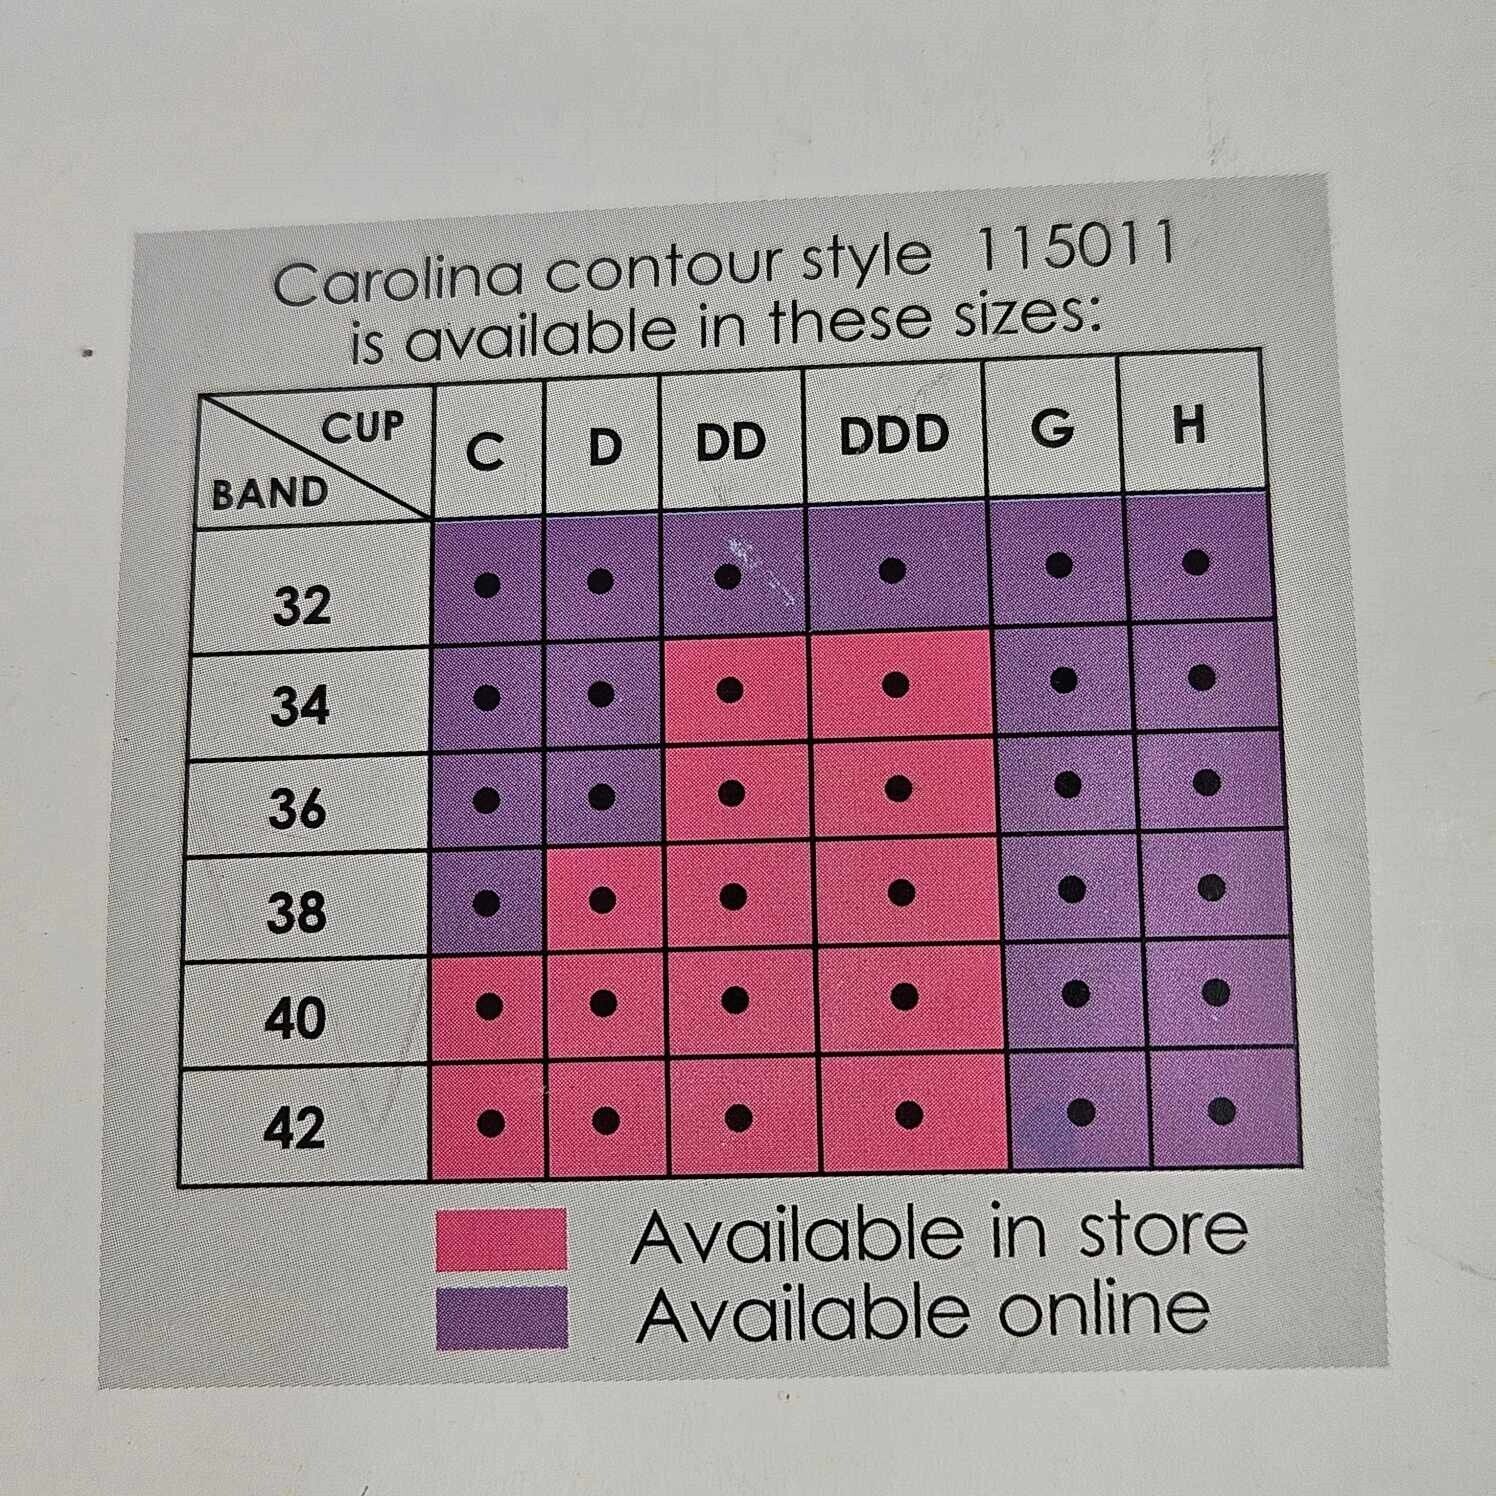 Carolina contour style 115011
is available in these sizes:
CUP
BAND
C D DD DDD G H
32
34
36
38
40
42
Available in store
Available online